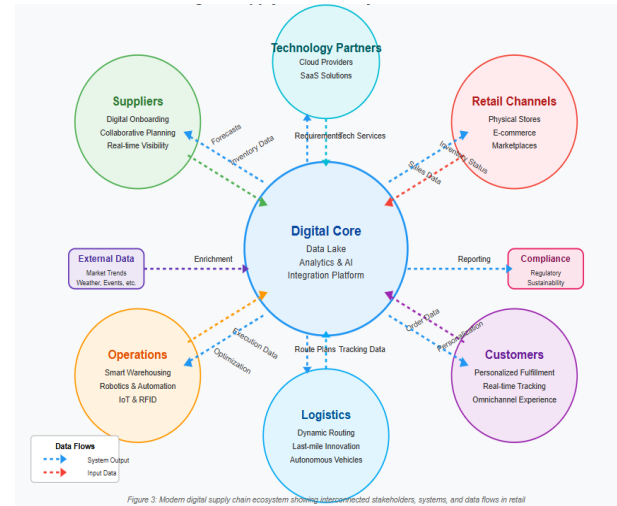 Technology Partners
Cloud Providers
SaaS Solutions
Suppliers
Digital Onboarding
Collaborative Planning
Real-time Visibility
Retail Channels
Physical Stores
E-commerce
Marketplaces
Forecasts
Inventory Data
Requirements
Tech Services
Inventory Status
Sales Data
Digital Core
Data Lake
Analytics & AI
Integration Platform
External Data
Market Trends
Weather, Events, etc.
Enrichment
Reporting
Compliance
Regulatory
Sustainability
Operations
Smart Warehousing
Robotics & Automation
IoT & RFID
Execution Data
Optimization
Route Plans
Tracking Data
Order Data
Personalization
Customers
Personalized Fulfillment
Real-time Tracking
Omnichannel Experience
Logistics
Dynamic Routing
Last-mile Innovation
Autonomous Vehicles
Data Flows
System Output
Input Data
Figure 3: Modern digital supply chain ecosystem showing interconnected stakeholders, systems, and data flows in retail